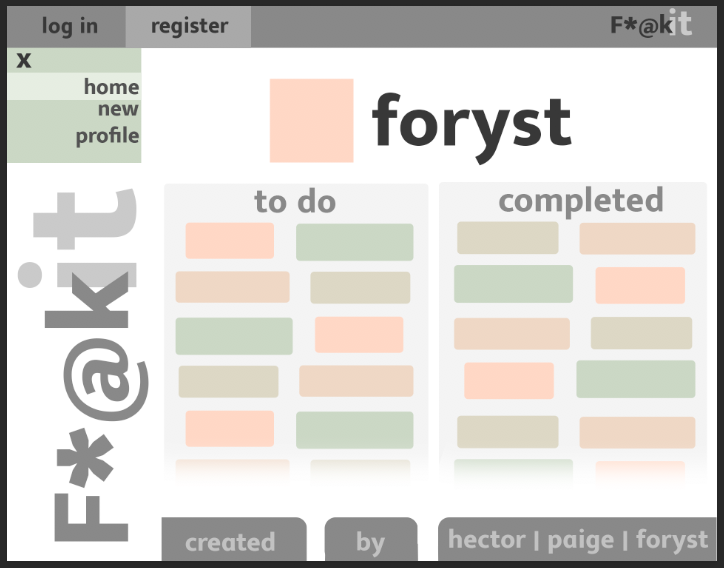 log in register F*@kit
x
home
new
profile
foryst
to do completed
F*@kit
created by hector | paige | foryst